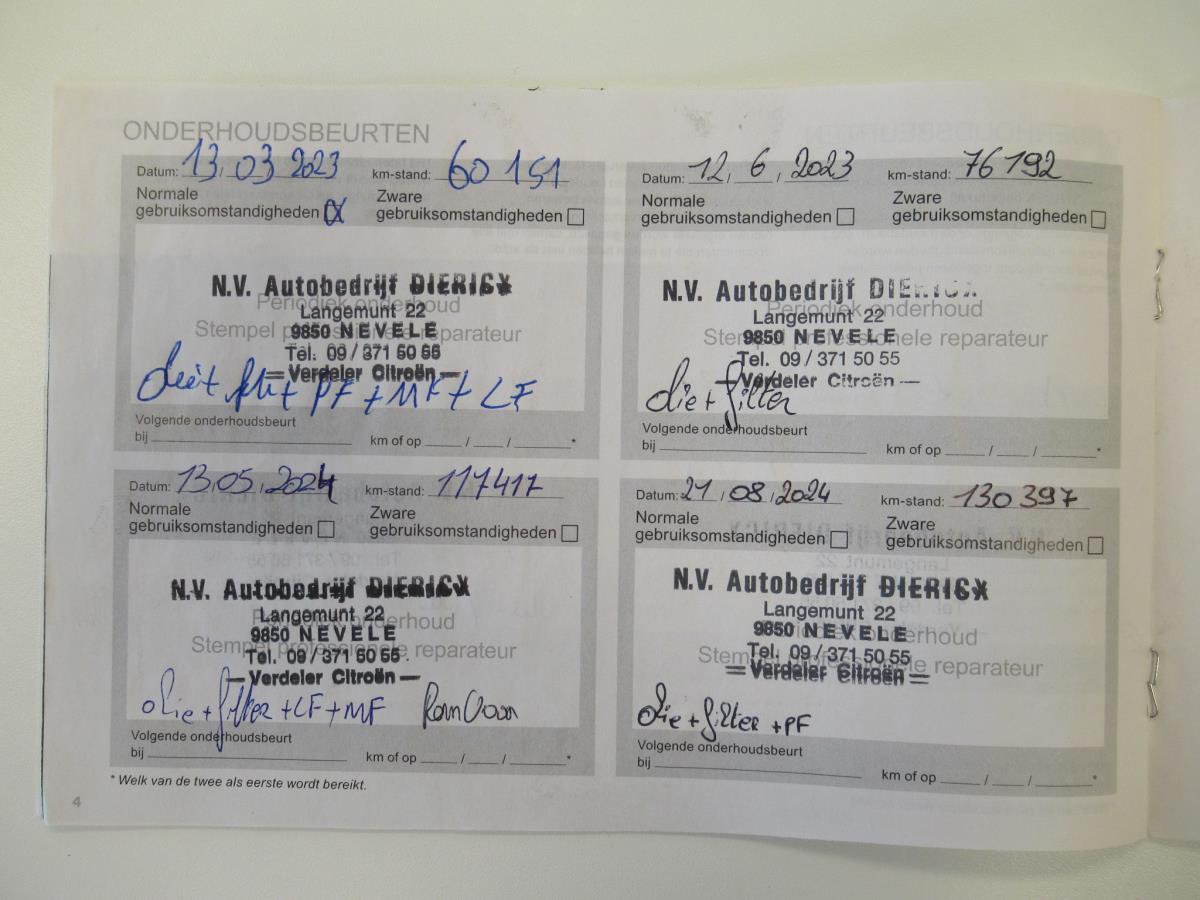 ONDERHOUDSBEURTEN
Datum: 13, 03 2023 km-stand: 60 151
Normale gebruiksomstandigheden Zware gebruiksomstandigheden
N.V. Autobedrijf DIERICX
Periodiek onderhoud
Langemunt 22
Stempel professionele reparateur
9850 NEVELE
Tel. 09/371 50 55
— Verdeler Citroën —
PF + MF + LF
Volgende onderhoudsbeurt
bij km of op / / *
Datum: 12, 6, / 2023 km-stand: 76192
Normale gebruiksomstandigheden Zware gebruiksomstandigheden
N.V. Autobedrijf DIERICX
Periodiek onderhoud
Langemunt 22
Stempel professionele reparateur
9850 NEVELE
Tel. 09/371 50 55
— Verdeler Citroën —
olie + filter
Volgende onderhoudsbeurt
bij km of op / / *
Datum: 13,05,2024 km-stand: 117417
Normale gebruiksomstandigheden Zware gebruiksomstandigheden
N.V. Autobedrijf DIERICX
Langemunt 22
Periodiek onderhoud
9850 NEVELE
Stempel professionele reparateur
Tel. 09/371 50 55
— Verdeler Citroën —
olie + filter + LF + MF
Volgende onderhoudsbeurt
bij km of op / / *
Datum: 21, 08, 2024 km-stand: 130397
Normale gebruiksomstandigheden Zware gebruiksomstandigheden
N.V. Autobedrijf DIERICX
Langemunt 22
Periodiek onderhoud
9850 NEVELE
Stempel professionele reparateur
Tel. 09/371 50 55
= Verdeler Citroën =
olie + filter + PF
Volgende onderhoudsbeurt
bij km of op / / *
* Welk van de twee als eerste wordt bereikt.
4